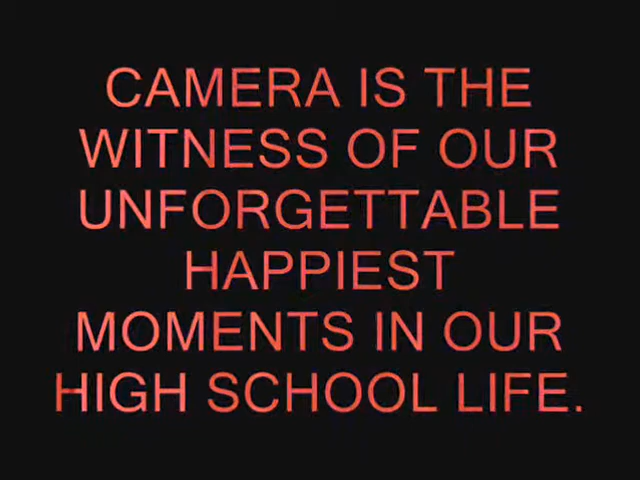 CAMERA IS THE
WITNESS OF OUR
UNFORGETTABLE
HAPPIEST
MOMENTS IN OUR
HIGH SCHOOL LIFE.